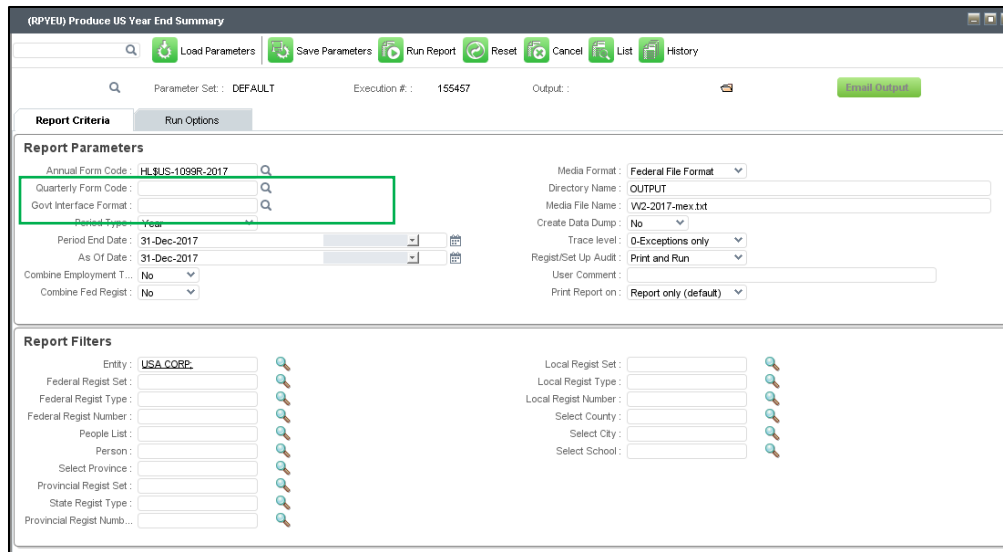 (RPYEU) Produce US Year End Summary
Load Parameters Save Parameters Run Report Reset Cancel List History
Parameter Set: : DEFAULT Execution #: : 155457 Output: : Email Output
Report Criteria Run Options
Report Parameters
Annual Form Code : HL$US-1099R-2017 Media Format : Federal File Format
Quarterly Form Code : Directory Name : OUTPUT
Govt Interface Format : Media File Name : W2-2017-mex.txt
Period Type : Year Create Data Dump : No
Period End Date : 31-Dec-2017 Trace level : 0-Exceptions only
As Of Date : 31-Dec-2017 Regist/Set Up Audit : Print and Run
Combine Employment T... No User Comment :
Combine Fed Regist : No Print Report on : Report only (default)
Report Filters
Entity : USA CORP; Local Regist Set :
Federal Regist Set : Local Regist Type :
Federal Regist Type : Local Regist Number :
Federal Regist Number : Select County :
People List : Select City :
Person : Select School :
Select Province :
Provincial Regist Set :
State Regist Type :
Provincial Regist Numb...